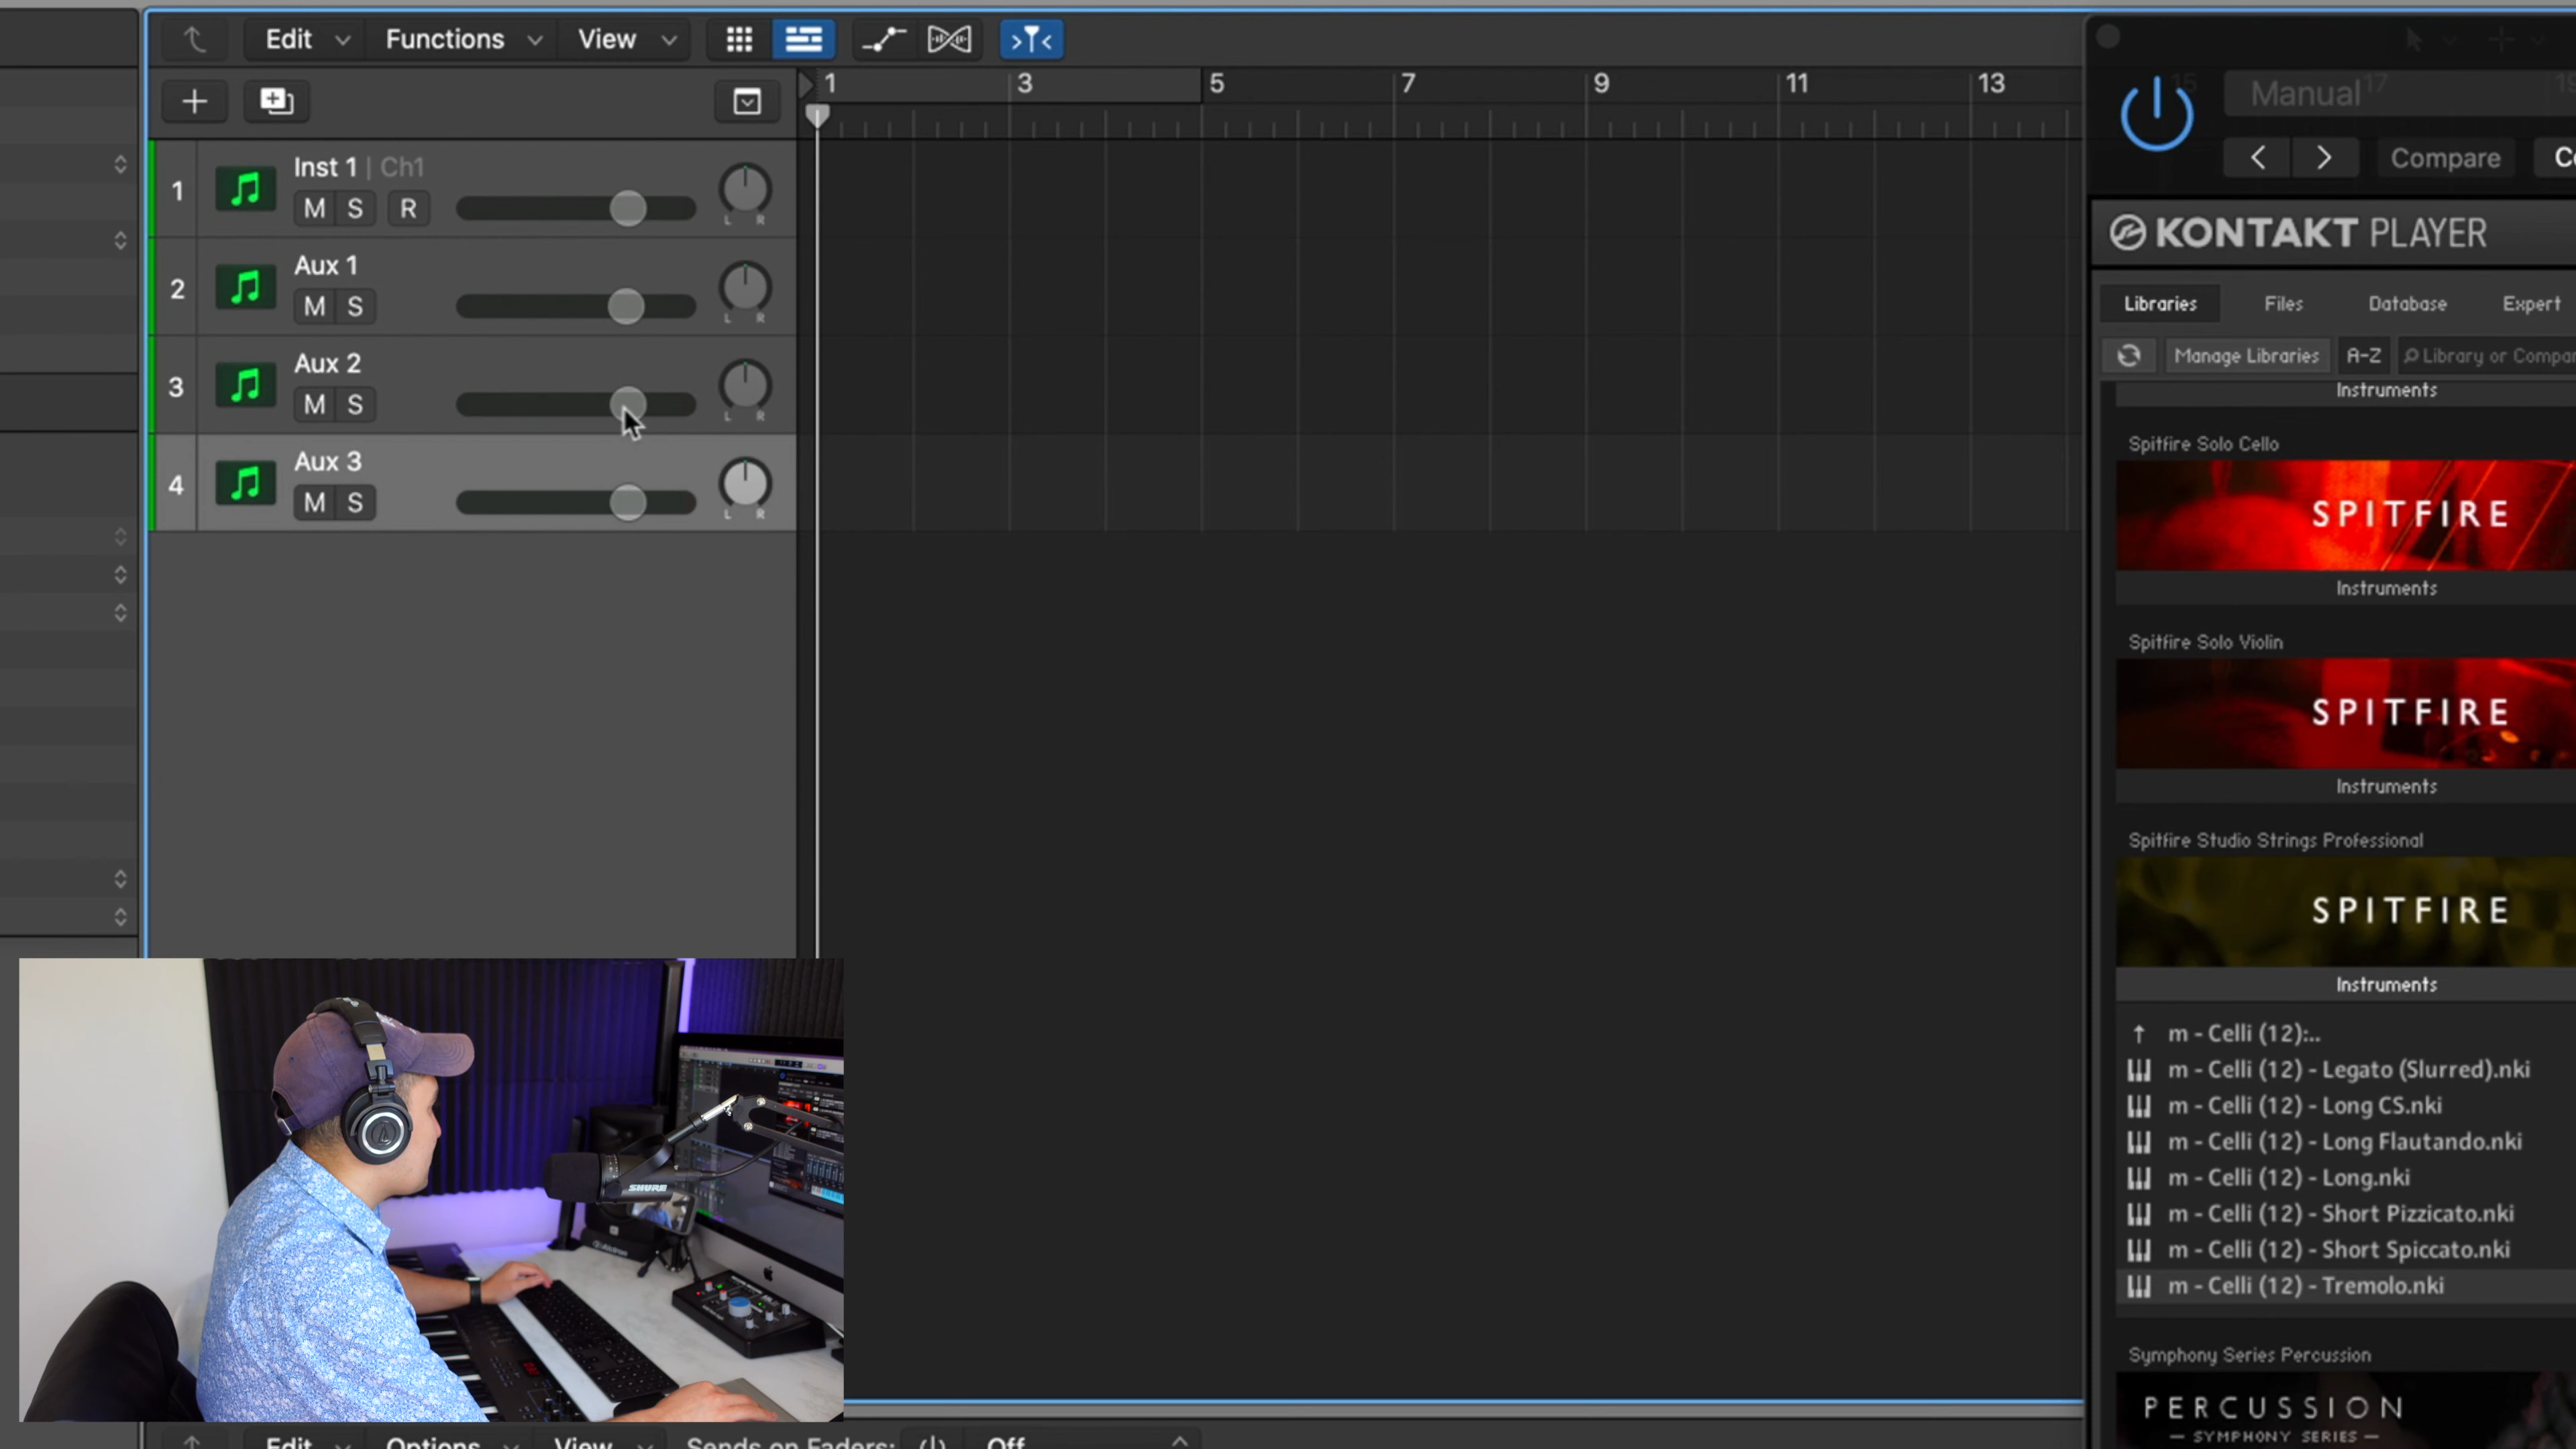 Edit Functions View
1 3 5 7 9 11 13 15 17 19
1 Inst 1 | Ch1
M S R
L R
2 Aux 1
M S
L R
3 Aux 2
M S
L R
4 Aux 3
M S
L R
Manual
Compare
KONTAKT PLAYER
Libraries Files Database Expert
Manage Libraries A-Z Library or
Instruments
Spitfire Solo Cello
SPITFIRE
Instruments
Spitfire Solo Violin
SPITFIRE
Instruments
Spitfire Studio Strings Professional
SPITFIRE
Instruments
m - Celli (12):..
m - Celli (12) - Legato (Slurred).nki
m - Celli (12) - Long CS.nki
m - Celli (12) - Long Flautando.nki
m - Celli (12) - Long.nki
m - Celli (12) - Short Pizzicato.nki
m - Celli (12) - Short Spiccato.nki
m - Celli (12) - Tremolo.nki
Symphony Series Percussion
PERCUSSION
— SYMPHONY SERIES —
SHURE
Edit Options View Sends on Faders: Off